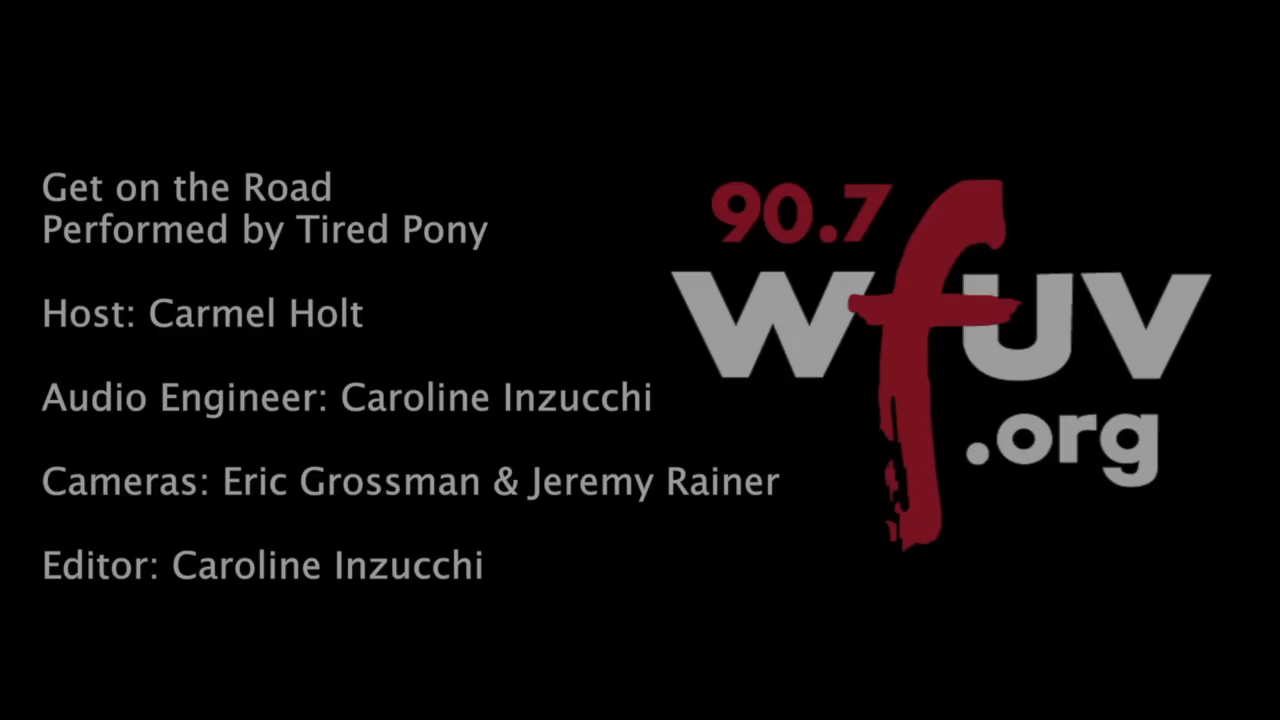 Get on the Road
Performed by Tired Pony
Host: Carmel Holt
Audio Engineer: Caroline Inzucchi
Cameras: Eric Grossman & Jeremy Rainer
Editor: Caroline Inzucchi
90.7
wfuv
.org